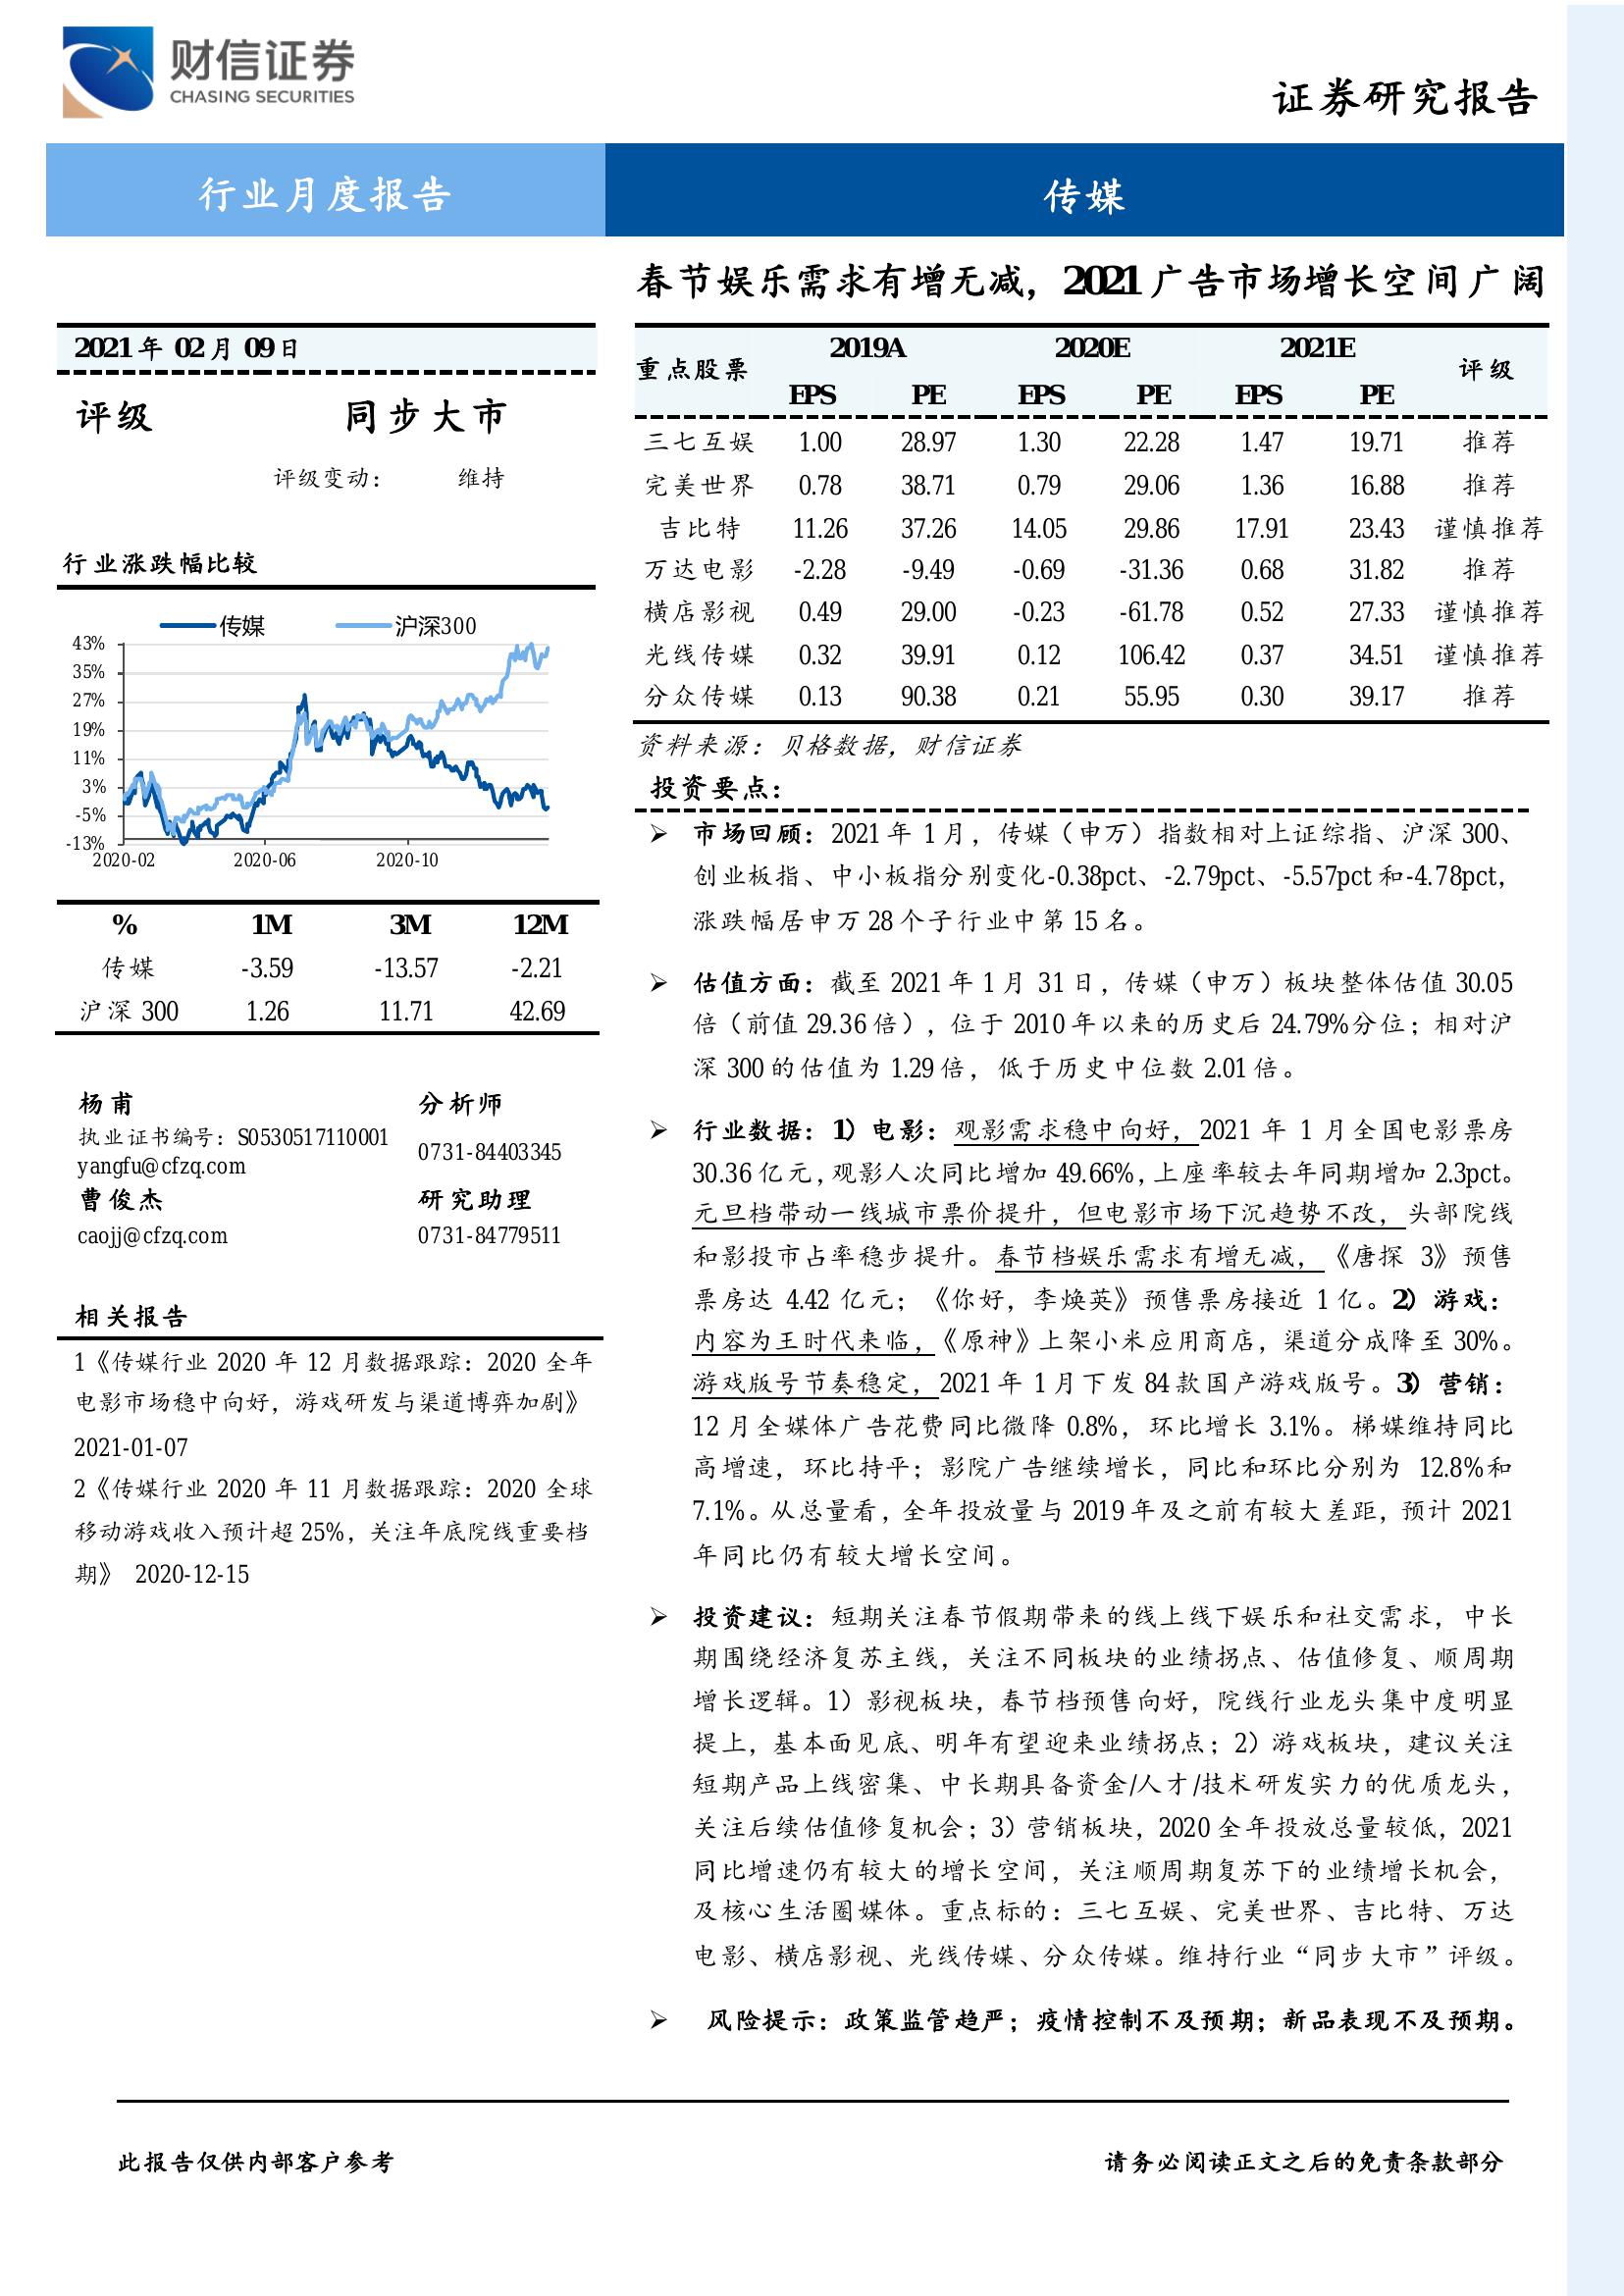 财信证券
CHASING SECURITIES
证券研究报告
行业月度报告
传媒
春节娱乐需求有增无减，2021广告市场增长空间广阔
2021年 02月 09日
评级 同步大市
评级变动： 维持
行业涨跌幅比较
传媒 沪深300
43%
35%
27%
19%
11%
3%
-5%
-13%
2020-02 2020-06 2020-10
% 1M 3M 12M
传媒 -3.59 -13.57 -2.21
沪深 300 1.26 11.71 42.69
杨甫 分析师
执业证书编号：S0530517110001 0731-84403345
yangfu@cfzq.com
曹俊杰 研究助理
caojj@cfzq.com 0731-84779511
相关报告
1《传媒行业 2020 年 12 月数据跟踪：2020 全年
电影市场稳中向好，游戏研发与渠道博弈加剧》
2021-01-07
2《传媒行业 2020 年 11 月数据跟踪：2020 全球
移动游戏收入预计超 25%，关注年底院线重要档
期》 2020-12-15
重点股票 2019A 2020E 2021E 评级
EPS PE EPS PE EPS PE
三七互娱 1.00 28.97 1.30 22.28 1.47 19.71 推荐
完美世界 0.78 38.71 0.79 29.06 1.36 16.88 推荐
吉比特 11.26 37.26 14.05 29.86 17.91 23.43 谨慎推荐
万达电影 -2.28 -9.49 -0.69 -31.36 0.68 31.82 推荐
横店影视 0.49 29.00 -0.23 -61.78 0.52 27.33 谨慎推荐
光线传媒 0.32 39.91 0.12 106.42 0.37 34.51 谨慎推荐
分众传媒 0.13 90.38 0.21 55.95 0.30 39.17 推荐
资料来源：贝格数据，财信证券
投资要点：
➢ 市场回顾：2021年 1月，传媒（申万）指数相对上证综指、沪深 300、
创业板指、中小板指分别变化-0.38pct、-2.79pct、-5.57pct 和-4.78pct，
涨跌幅居申万 28 个子行业中第 15 名。
➢ 估值方面：截至 2021 年 1 月 31 日，传媒（申万）板块整体估值 30.05
倍（前值 29.36 倍），位于 2010 年以来的历史后 24.79%分位；相对沪
深 300 的估值为 1.29 倍，低于历史中位数 2.01 倍。
➢ 行业数据：1）电影：观影需求稳中向好，2021 年 1 月全国电影票房
30.36 亿元，观影人次同比增加 49.66%，上座率较去年同期增加 2.3pct。
元旦档带动一线城市票价提升，但电影市场下沉趋势不改，头部院线
和影投市占率稳步提升。春节档娱乐需求有增无减，《唐探 3》预售
票房达 4.42 亿元；《你好，李焕英》预售票房接近 1 亿。2）游戏：
内容为王时代来临，《原神》上架小米应用商店，渠道分成降至 30%。
游戏版号节奏稳定，2021 年 1 月下发 84 款国产游戏版号。3）营销：
12 月全媒体广告花费同比微降 0.8%，环比增长 3.1%。梯媒维持同比
高增速，环比持平；影院广告继续增长，同比和环比分别为 12.8%和
7.1%。从总量看，全年投放量与 2019 年及之前有较大差距，预计 2021
年同比仍有较大增长空间。
➢ 投资建议：短期关注春节假期带来的线上线下娱乐和社交需求，中长
期围绕经济复苏主线，关注不同板块的业绩拐点、估值修复、顺周期
增长逻辑。1）影视板块，春节档预售向好，院线行业龙头集中度明显
提上，基本面见底、明年有望迎来业绩拐点；2）游戏板块，建议关注
短期产品上线密集、中长期具备资金/人才/技术研发实力的优质龙头，
关注后续估值修复机会；3）营销板块，2020 全年投放总量较低，2021
同比增速仍有较大的增长空间，关注顺周期复苏下的业绩增长机会，
及核心生活圈媒体。重点标的：三七互娱、完美世界、吉比特、万达
电影、横店影视、光线传媒、分众传媒。维持行业“同步大市”评级。
➢ 风险提示：政策监管趋严；疫情控制不及预期；新品表现不及预期。
此报告仅供内部客户参考 请务必阅读正文之后的免责条款部分